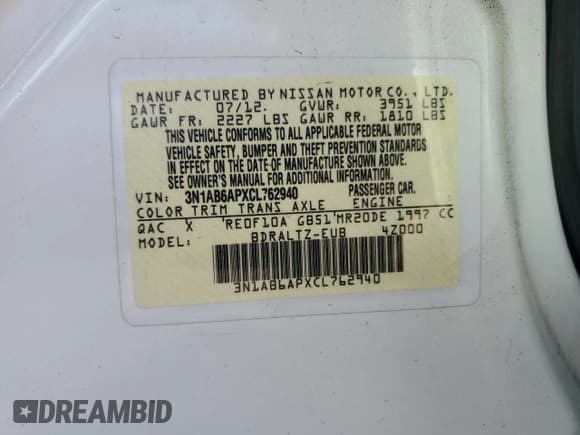 MANUFACTURED BY NISSAN MOTOR CO., LTD.
DATE: 07/12. GVWR: 3951 LBS
GAWR FR: 2227 LBS GAWR RR: 1810 LBS
THIS VEHICLE CONFORMS TO ALL APPLICABLE FEDERAL MOTOR
VEHICLE SAFETY, BUMPER AND THEFT PREVENTION STANDARDS
IN EFFECT ON THE DATE OF MANUFACTURE SHOWN ABOVE.
SEE OWNER'S MANUAL FOR ADDITIONAL INFORMATION.
VIN: 3N1AB6APXCL762940 PASSENGER CAR.
COLOR TRIM TRANS AXLE ENGINE
QAC X RE0F10A GB51 MR20DE 1997 CC
MODEL: BDRALTZ-EUB 4Z000
3N1AB6APXCL762940
DREAMBID